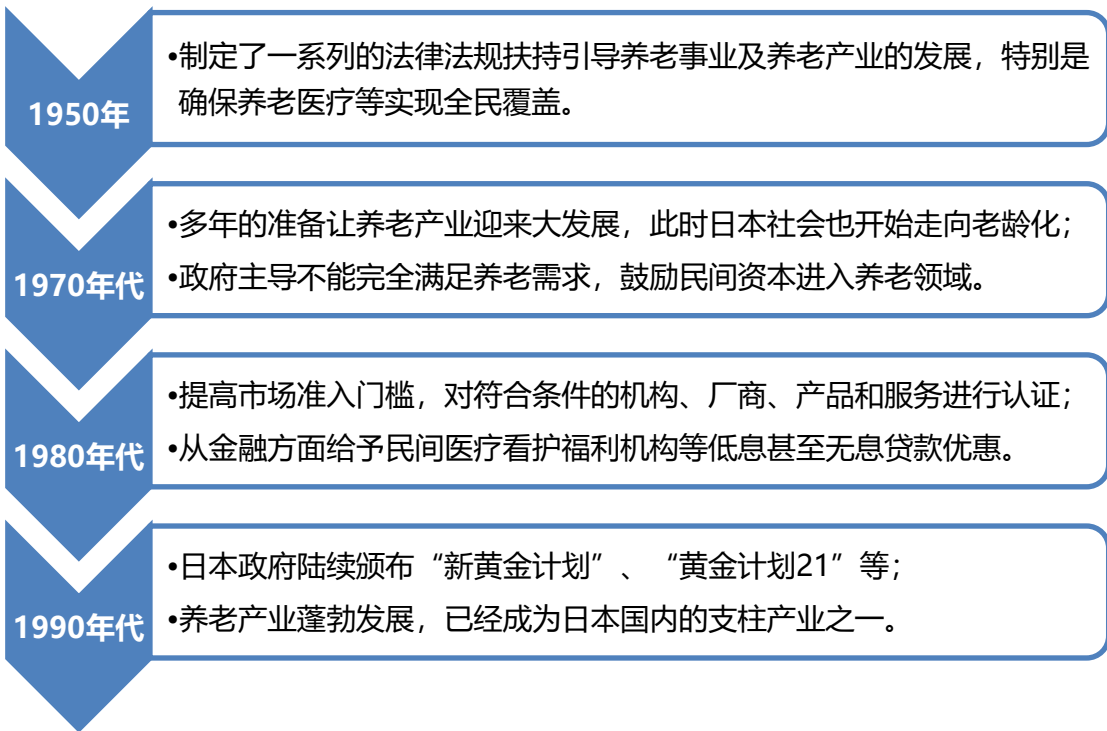 1950年
•制定了一系列的法律法规扶持引导养老事业及养老产业的发展，特别是
确保养老医疗等实现全民覆盖。
1970年代
•多年的准备让养老产业迎来大发展，此时日本社会也开始走向老龄化；
•政府主导不能完全满足养老需求，鼓励民间资本进入养老领域。
1980年代
•提高市场准入门槛，对符合条件的机构、厂商、产品和服务进行认证；
•从金融方面给予民间医疗看护福利机构等低息甚至无息贷款优惠。
1990年代
•日本政府陆续颁布“新黄金计划”、“黄金计划21”等；
•养老产业蓬勃发展，已经成为日本国内的支柱产业之一。